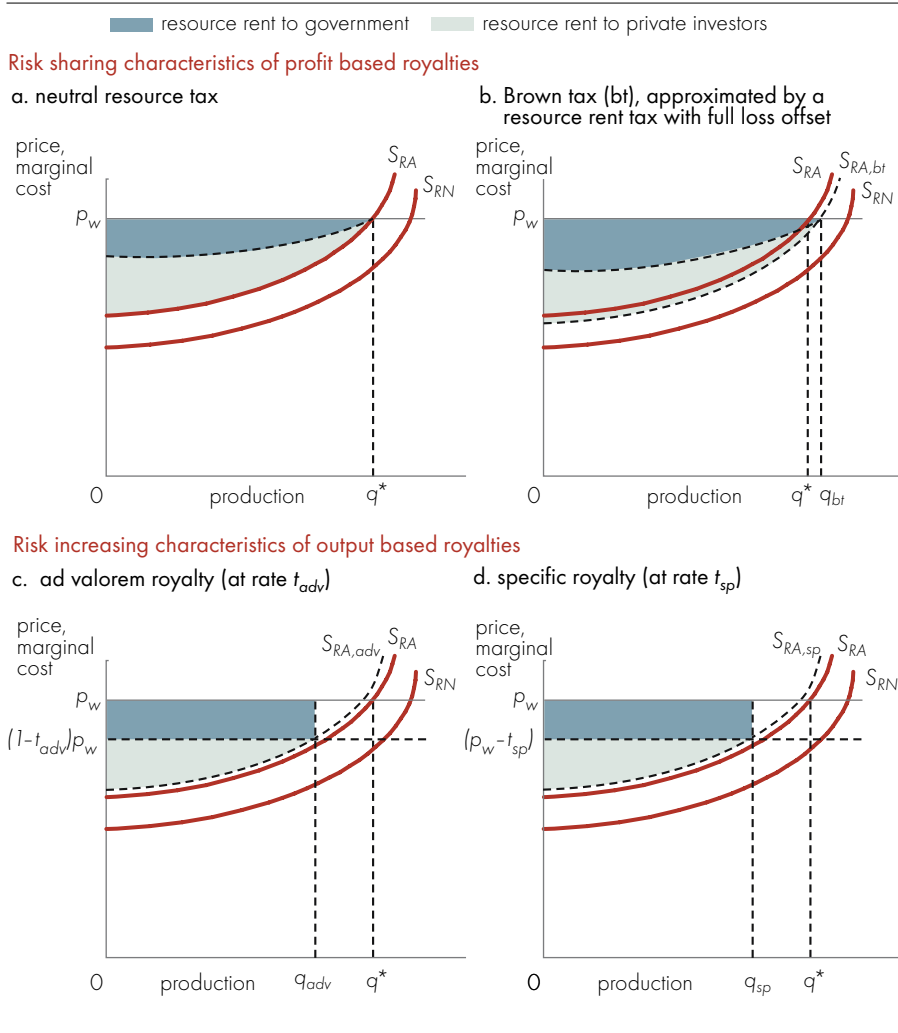 resource rent to government resource rent to private investors
Risk sharing characteristics of profit based royalties
a. neutral resource tax
b. Brown tax (bt), approximated by a
resource rent tax with full loss offset
price,
marginal
cost
S_RA
S_RN
p_w
0 production q*
price,
marginal
cost
S_RA S_RA,bt
S_RN
p_w
0 production q* q_bt
Risk increasing characteristics of output based royalties
c. ad valorem royalty (at rate t_adv)
d. specific royalty (at rate t_sp)
price,
marginal
cost
S_RA,adv S_RA
S_RN
p_w
(1-t_adv)p_w
0 production q_adv q*
price,
marginal
cost
S_RA,sp S_RA
S_RN
p_w
(p_w-t_sp)
0 production q_sp q*